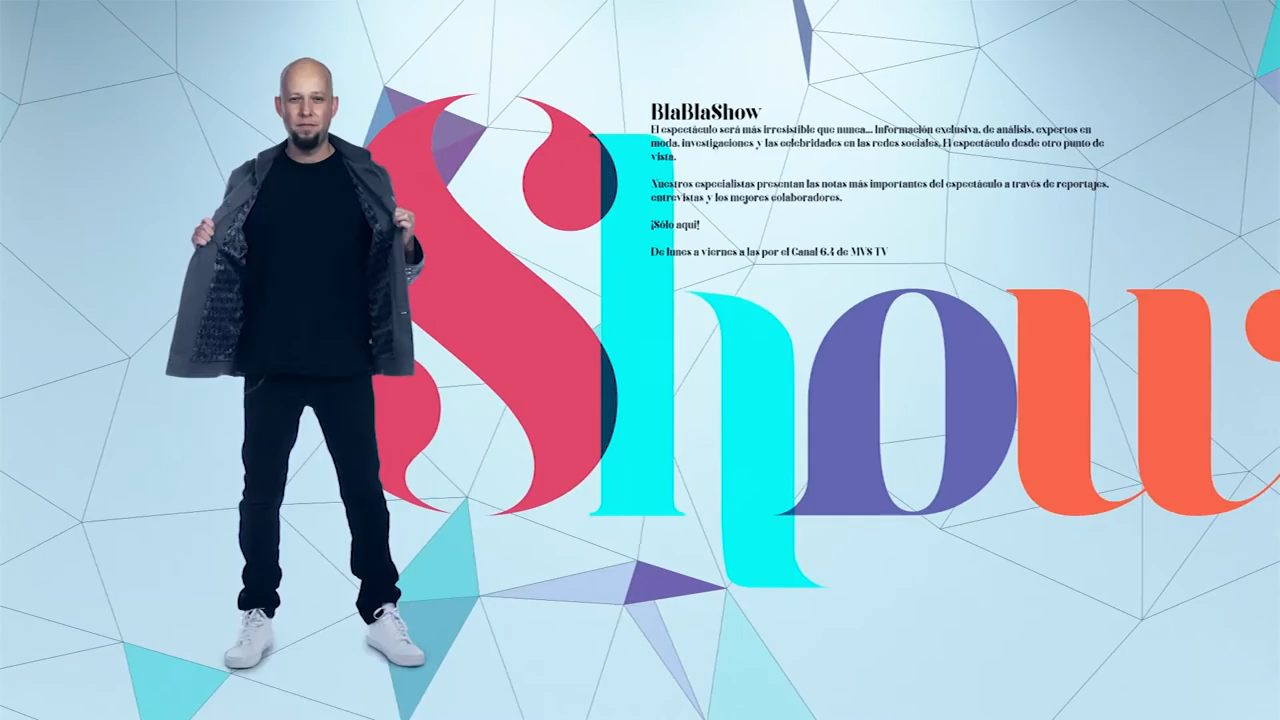 BlaBlaShow
El espectáculo será más irresistible que nunca... Información exclusiva, de análisis, expertos en
moda, investigaciones y las celebridades en las redes sociales. El espectáculo desde otro punto de
vista.
Nuestros especialistas presentan las notas más importantes del espectáculo a través de reportajes,
entrevistas y los mejores colaboradores.
¡Sólo aquí!
De lunes a viernes a las por el Canal 6.4 de MVS TV
Show